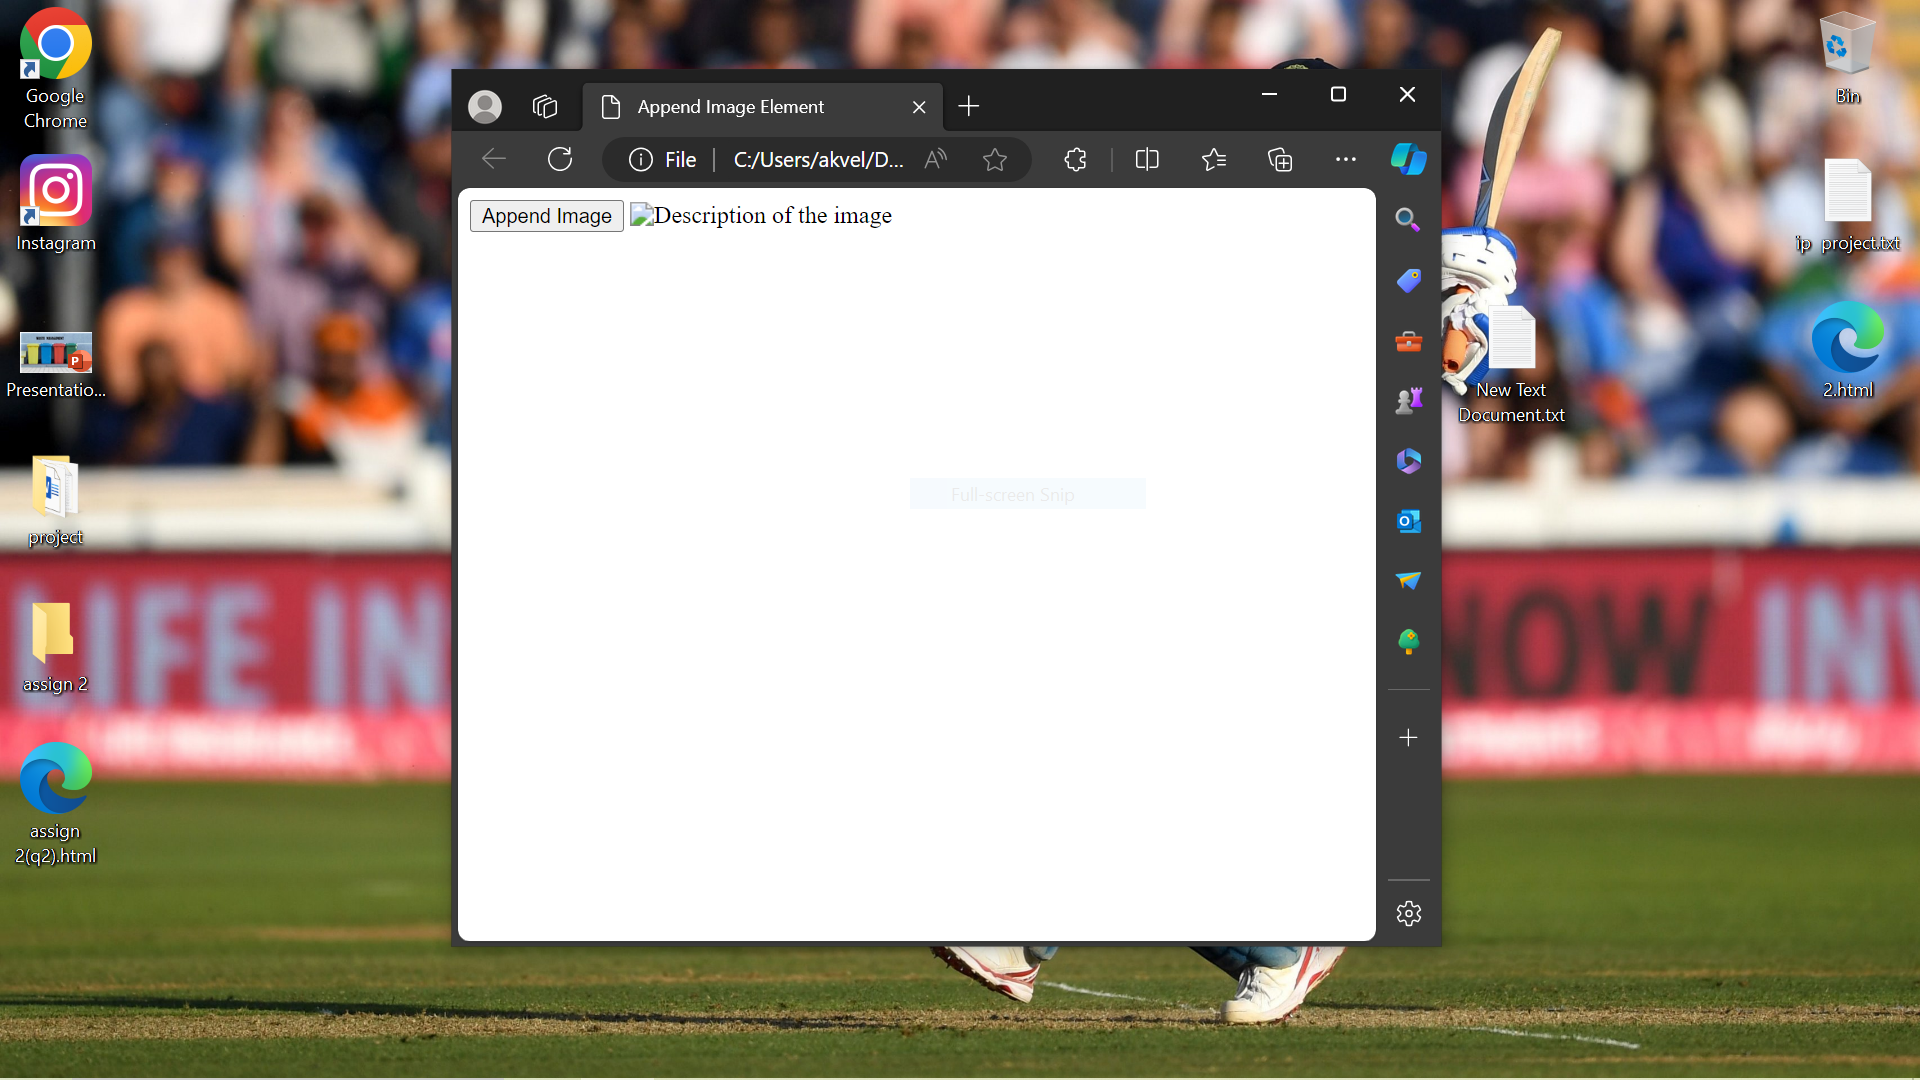 Google
Chrome
Instagram
Presentatio...
project
assign 2
assign
2(q2).html
Append Image Element
File
C:/Users/akvel/D...
Append Image
Description of the image
Full-screen Snip
Bin
ip project.txt
New Text
Document.txt
2.html
LIFE IN
NOW INV